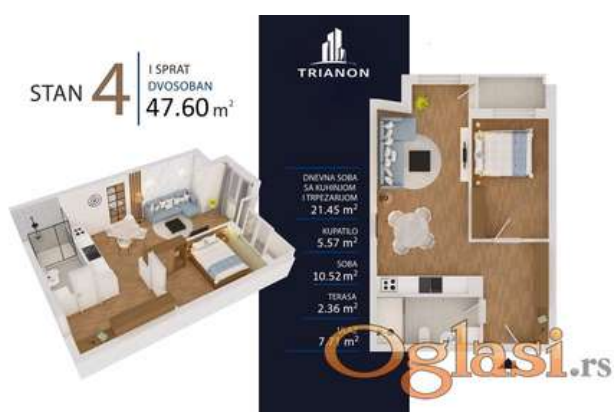 STAN 4
I SPRAT
DVOSOBAN
47.60 m²
TRIANON
DNEVNA SOBA
SA KUHINJOM
I TRPEZARIJOM
21.45 m²
KUPATILO
5.57 m²
SOBA
10.52 m²
TERASA
2.36 m²
Oglasi.rs